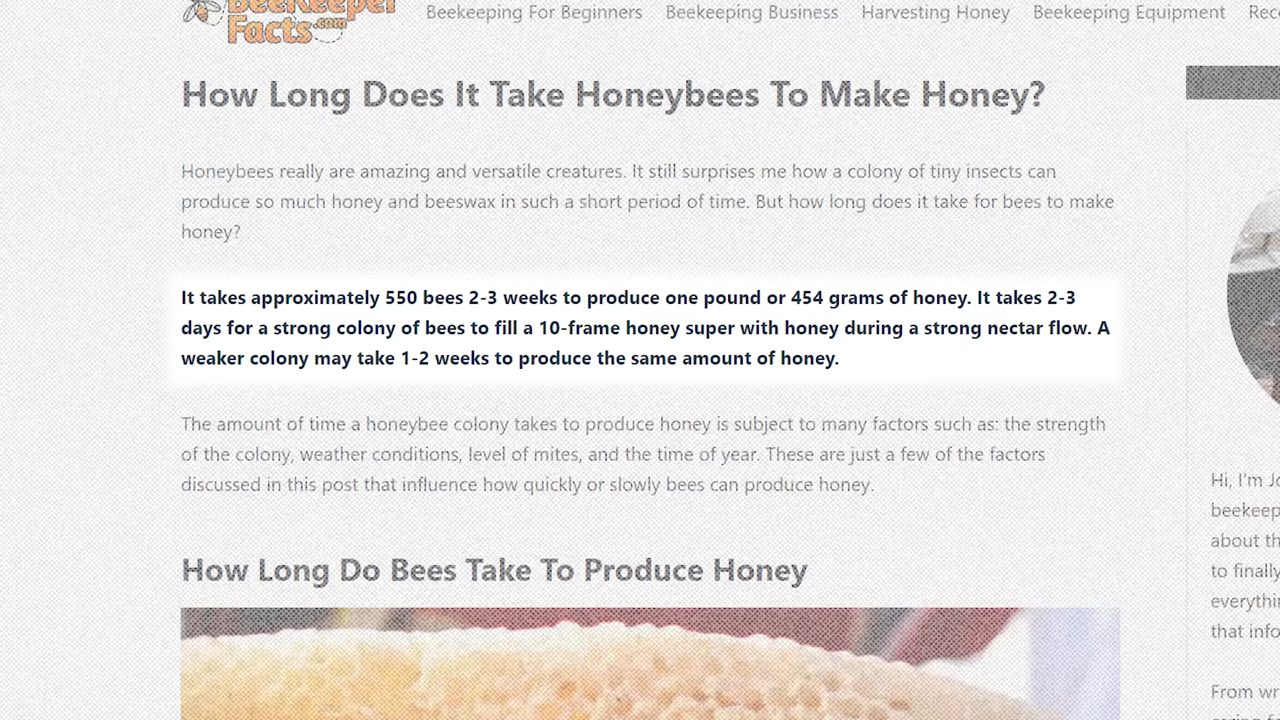 BeeKeeper
Facts.com
Beekeeping For Beginners Beekeeping Business Harvesting Honey Beekeeping Equipment
How Long Does It Take Honeybees To Make Honey?
Honeybees really are amazing and versatile creatures. It still surprises me how a colony of tiny insects can
produce so much honey and beeswax in such a short period of time. But how long does it take for bees to make
honey?
It takes approximately 550 bees 2-3 weeks to produce one pound or 454 grams of honey. It takes 2-3
days for a strong colony of bees to fill a 10-frame honey super with honey during a strong nectar flow. A
weaker colony may take 1-2 weeks to produce the same amount of honey.
The amount of time a honeybee colony takes to produce honey is subject to many factors such as: the strength
of the colony, weather conditions, level of mites, and the time of year. These are just a few of the factors
discussed in this post that influence how quickly or slowly bees can produce honey.
Hi, I'm
about
to finally
that
From
How Long Do Bees Take To Produce Honey